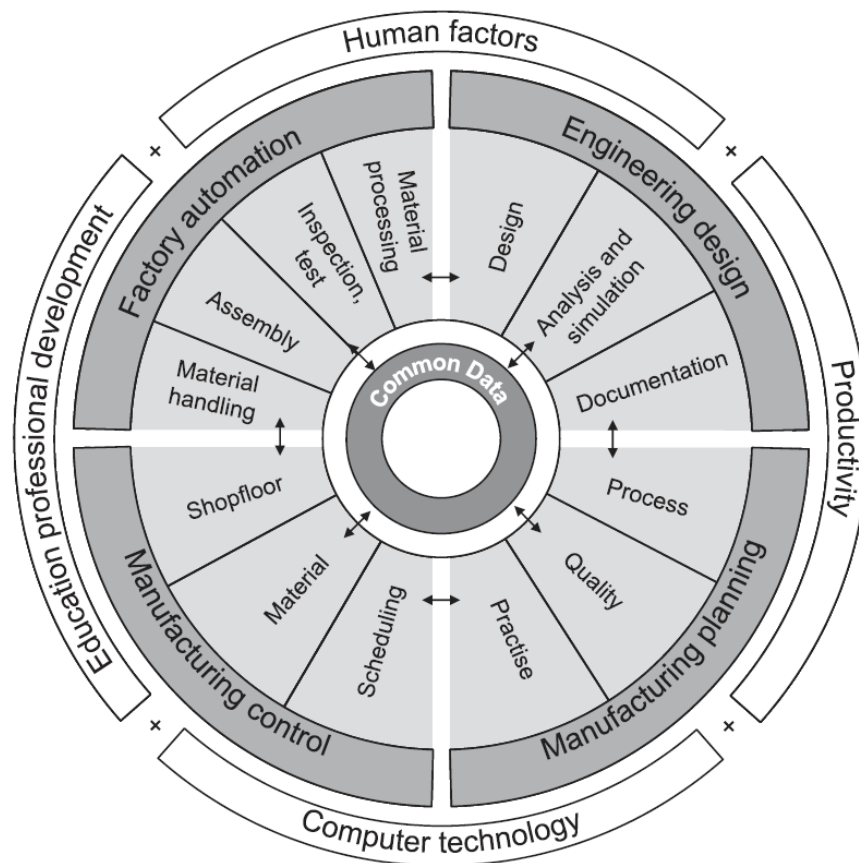 Human factors
Factory automation
Engineering design
Material
processing
Design
Inspection,
test
Analysis and
simulation
Assembly
Material
handling
Documentation
Common Data
Education professional development
Productivity
Shopfloor
Process
Material
Quality
Scheduling
Practise
Manufacturing control
Manufacturing planning
Computer technology
+
+
+
+